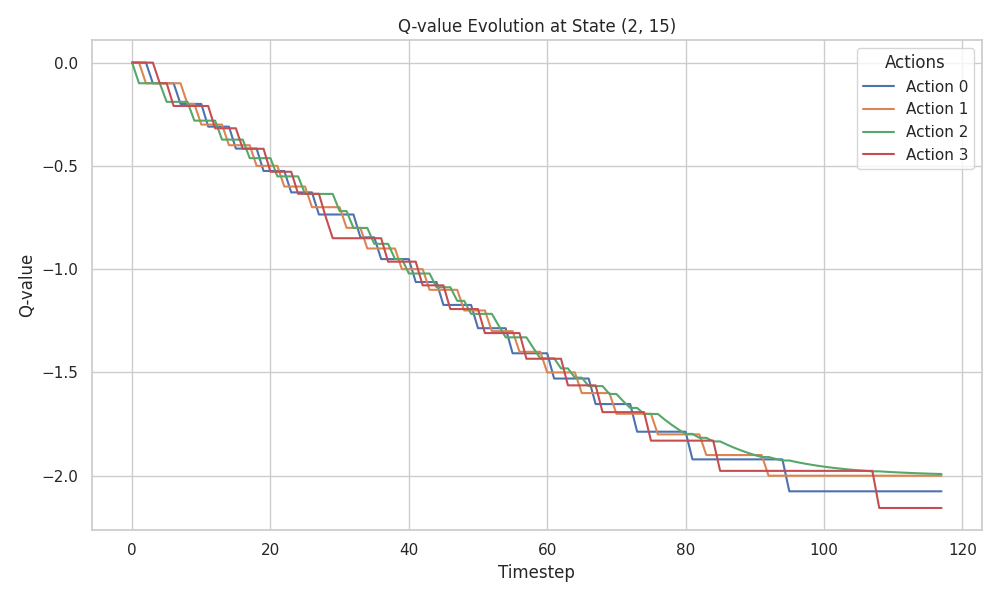 Q-value Evolution at State (2, 15)
Actions
Action 0
Action 1
Action 2
Action 3
Q-value
0.0
−0.5
−1.0
−1.5
−2.0
0 20 40 60 80 100 120
Timestep